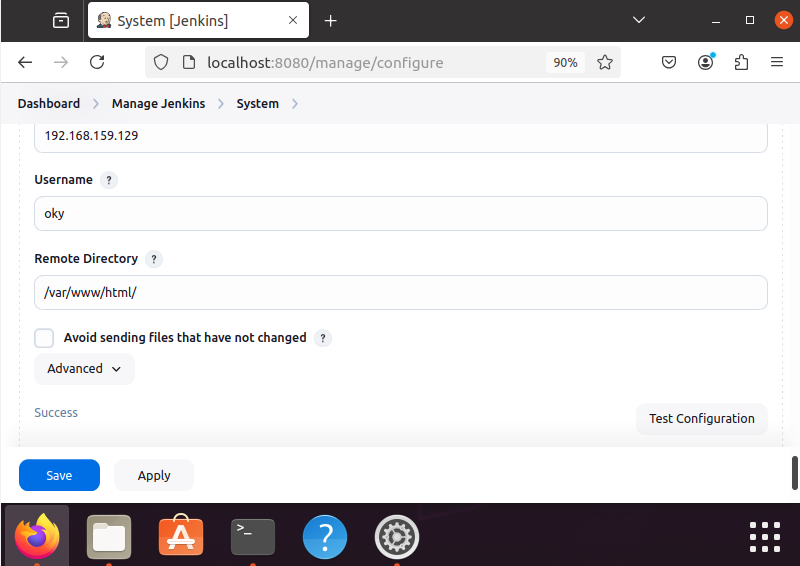 System [Jenkins]
localhost:8080/manage/configure
90%
Dashboard
Manage Jenkins
System
192.168.159.129
Username ?
oky
Remote Directory ?
/var/www/html/
Avoid sending files that have not changed ?
Advanced
Success
Test Configuration
Save
Apply
>_
?